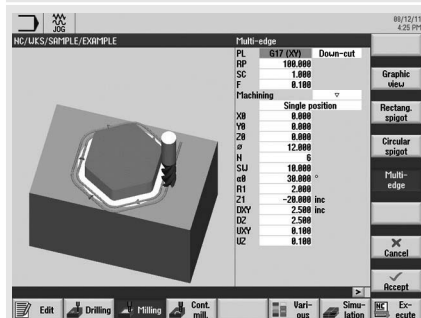 08/12/11
4:25 PM
JOG
NC/WKS/SAMPLE/EXAMPLE
Multi-edge
PL G17 (XY) Down-cut
RP 100.000
SC 1.000
F 0.100
Machining ▽
Single position
X0 0.000
Y0 0.000
Z0 0.000
ø 12.000
N 6
SW 10.000
α0 30.000 °
R1 2.000
Z1 -20.000 inc
DXY 2.500 inc
DZ 2.500
UXY 0.100
UZ 0.100
Graphic view
Rectang. spigot
Circular spigot
Multi-edge
Cancel
Accept
Edit
Drilling
Milling
Cont. mill.
Vari-ous
Simu-lation
NC Ex-ecute